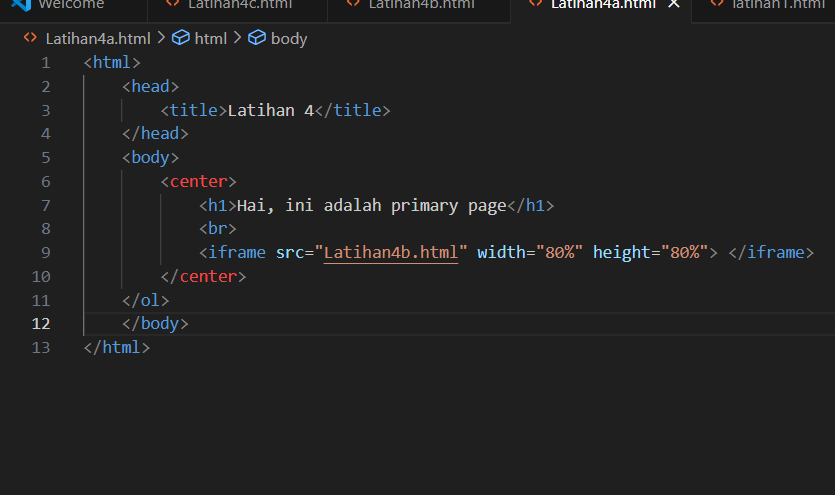 Welcome Latihan4c.html Latihan4b.html Latihan4a.html latihan1.html
Latihan4a.html > html > body
1 <html>
2 <head>
3 <title>Latihan 4</title>
4 </head>
5 <body>
6 <center>
7 <h1>Hai, ini adalah primary page</h1>
8 <br>
9 <iframe src="Latihan4b.html" width="80%" height="80%"> </iframe>
10 </center>
11 </ol>
12 </body>
13 </html>